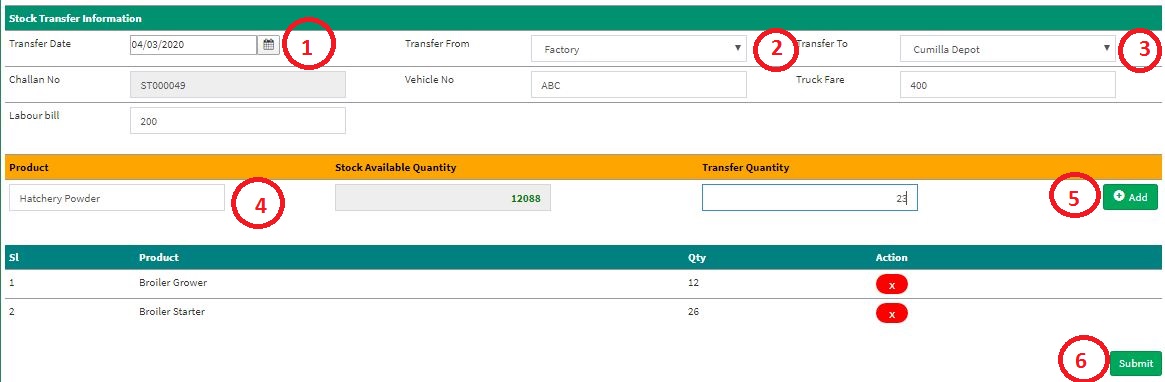 Stock Transfer Information
Transfer Date 04/03/2020 1 Transfer From Factory 2 Transfer To Cumilla Depot 3
Challan No ST000049 Vehicle No ABC Truck Fare 400
Labour bill 200
Product Stock Available Quantity Transfer Quantity
Hatchery Powder 4 12088 23 5 Add
Sl Product Qty Action
1 Broiler Grower 12 x
2 Broiler Starter 26 x
6 Submit